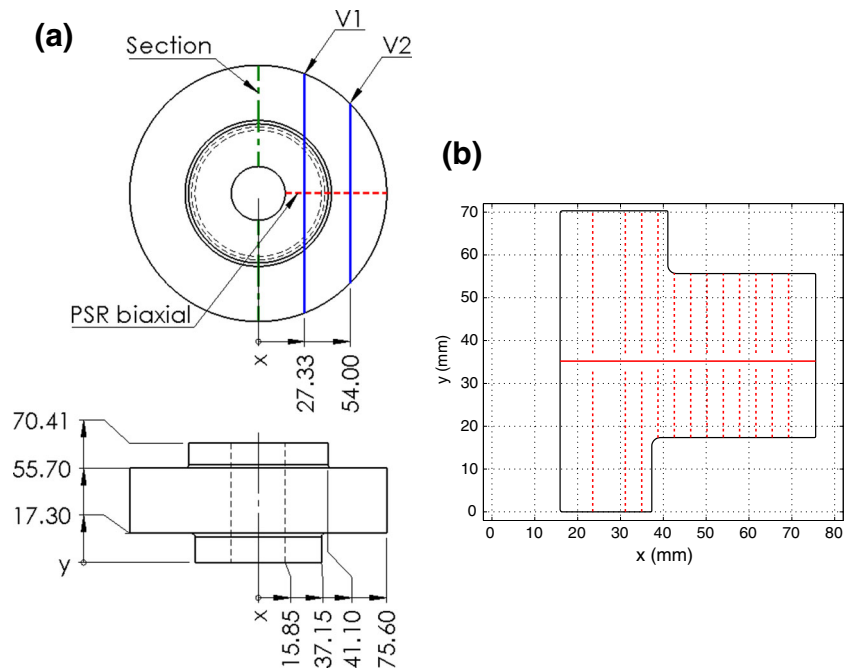 (a)
Section
V1
V2
PSR biaxial
x
27.33
54.00
70.41
55.70
17.30
y
x
15.85
37.15
41.10
75.60
(b)
70
60
50
40
30
20
10
0
y (mm)
0 10 20 30 40 50 60 70 80
x (mm)